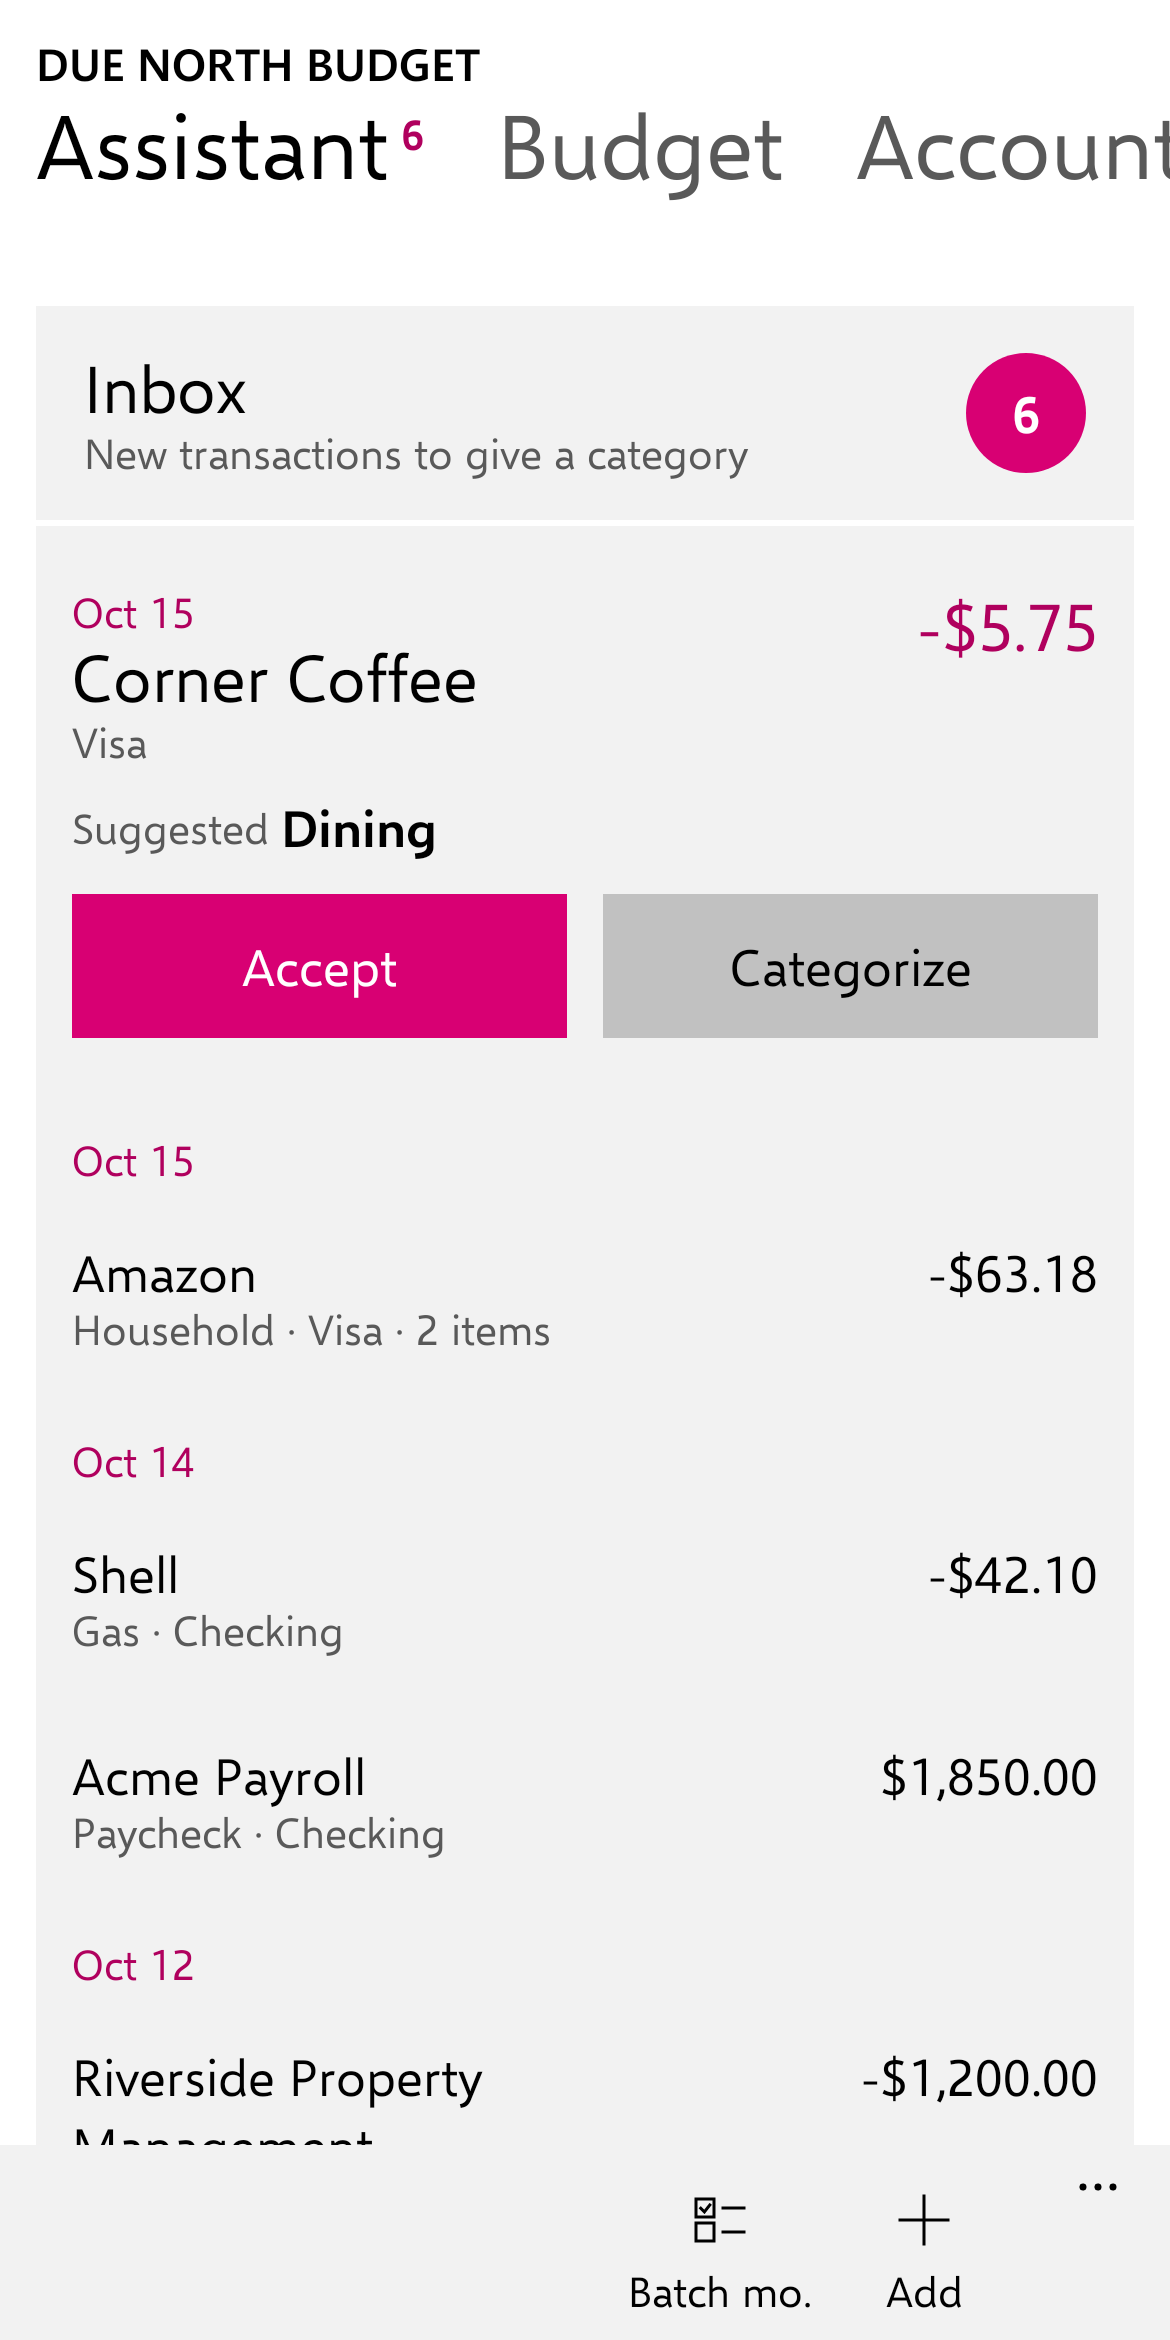 DUE NORTH BUDGET
Assistant 6 Budget Account
Inbox
New transactions to give a category
6
Oct 15
-$5.75
Corner Coffee
Visa
Suggested Dining
Accept Categorize
Oct 15
Amazon -$63.18
Household · Visa · 2 items
Oct 14
Shell -$42.10
Gas · Checking
Acme Payroll $1,850.00
Paycheck · Checking
Oct 12
Riverside Property -$1,200.00
Management
Batch mo. Add